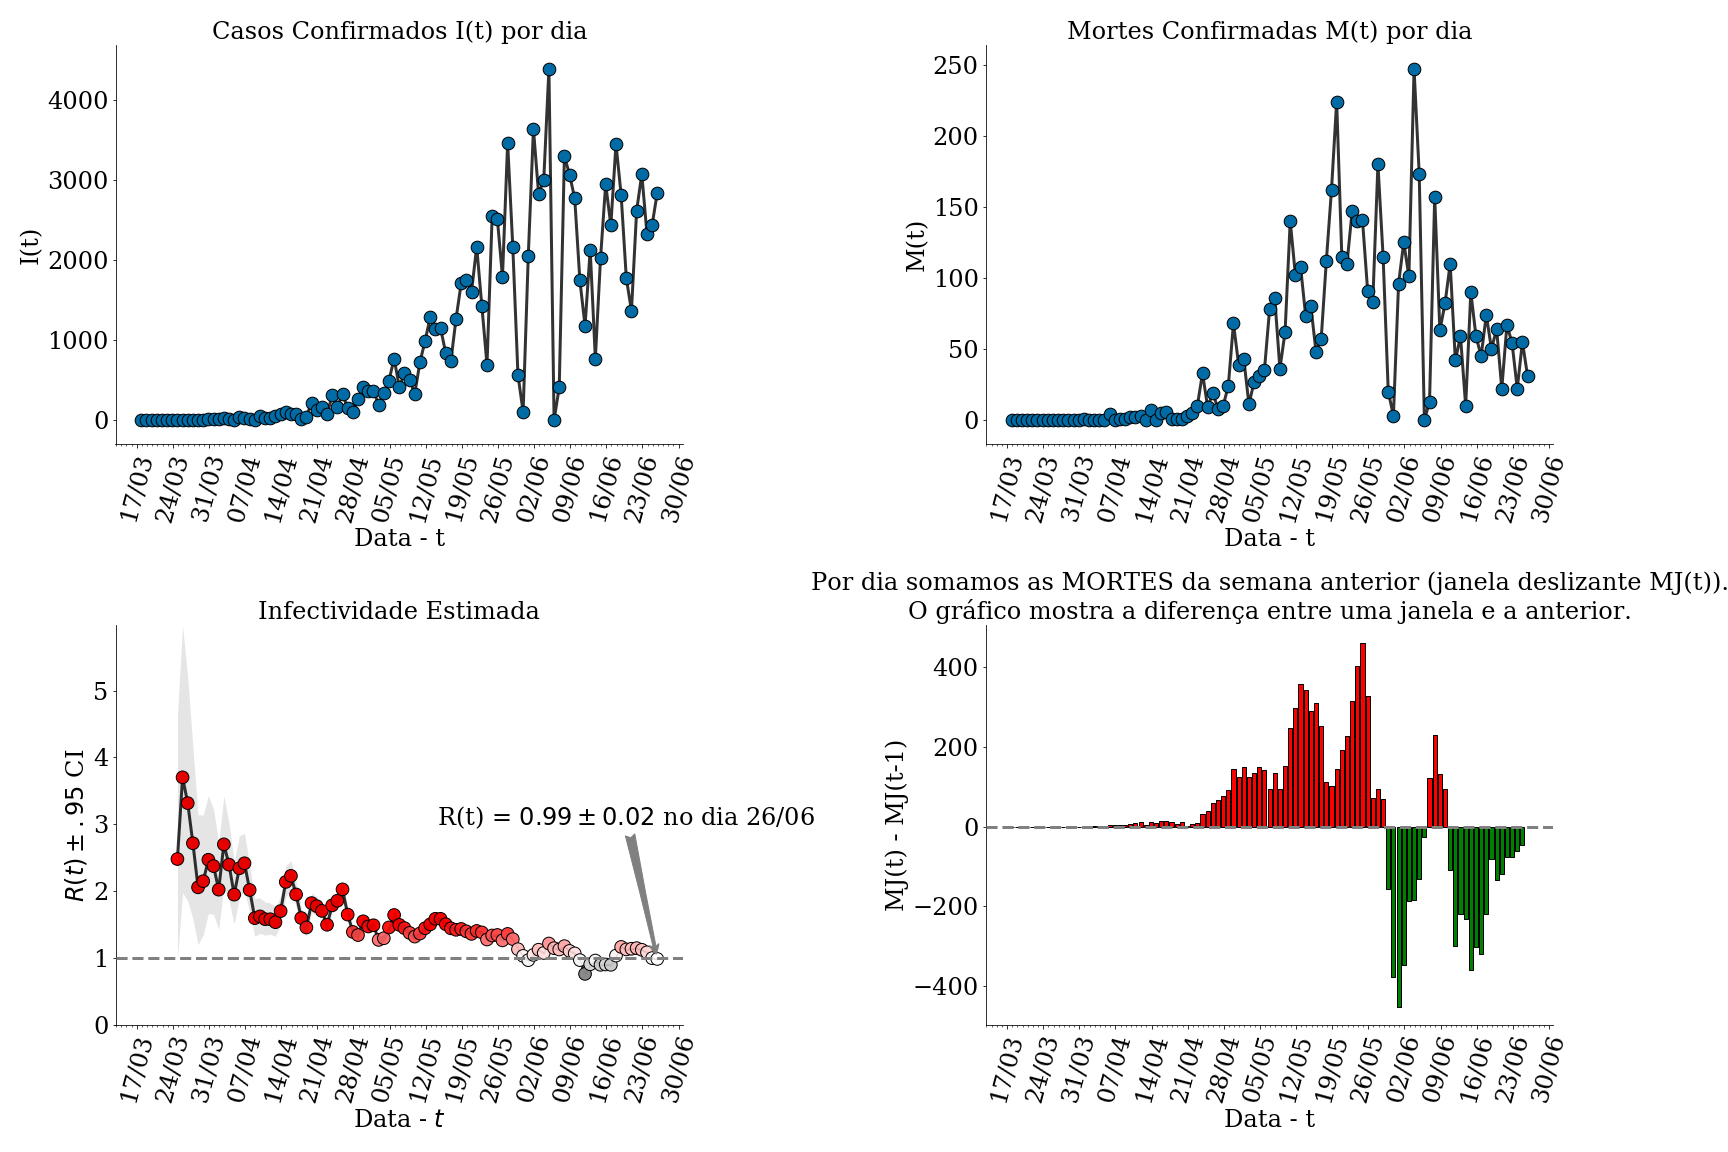 Casos Confirmados I(t) por dia
I(t)
4000
3000
2000
1000
0
17/03 24/03 31/03 07/04 14/04 21/04 28/04 05/05 12/05 19/05 26/05 02/06 09/06 16/06 23/06 30/06
Data - t
Mortes Confirmadas M(t) por dia
M(t)
250
200
150
100
50
0
17/03 24/03 31/03 07/04 14/04 21/04 28/04 05/05 12/05 19/05 26/05 02/06 09/06 16/06 23/06 30/06
Data - t
Infectividade Estimada
R(t) ± .95 CI
5
4
3
2
1
0
R(t) = 0.99 ± 0.02 no dia 26/06
17/03 24/03 31/03 07/04 14/04 21/04 28/04 05/05 12/05 19/05 26/05 02/06 09/06 16/06 23/06 30/06
Data - t
Por dia somamos as MORTES da semana anterior (janela deslizante MJ(t)).
O gráfico mostra a diferença entre uma janela e a anterior.
MJ(t) - MJ(t-1)
400
200
0
−200
−400
17/03 24/03 31/03 07/04 14/04 21/04 28/04 05/05 12/05 19/05 26/05 02/06 09/06 16/06 23/06 30/06
Data - t